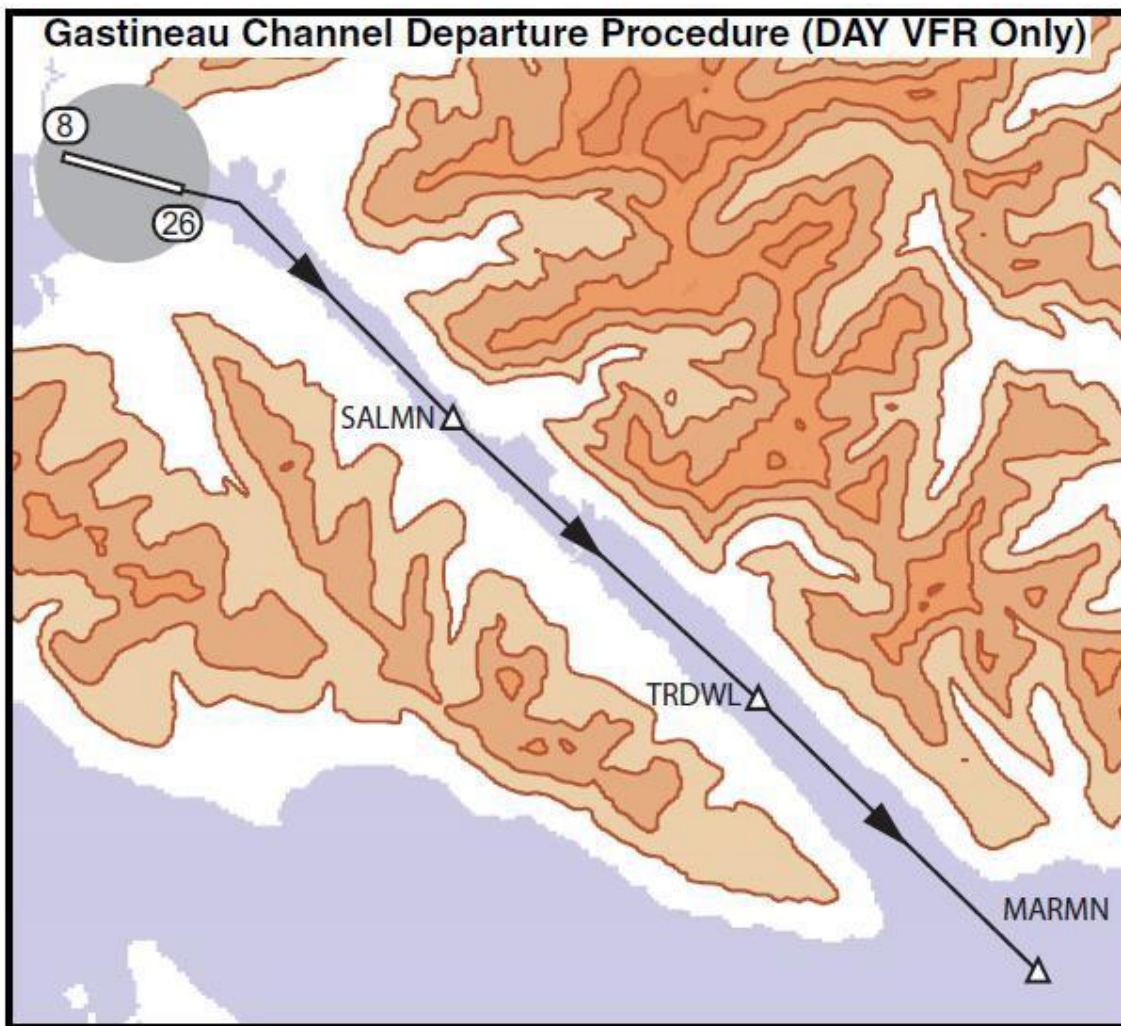 Gastineau Channel Departure Procedure (DAY VFR Only)
8
26
SALMN
TRDWL
MARMN